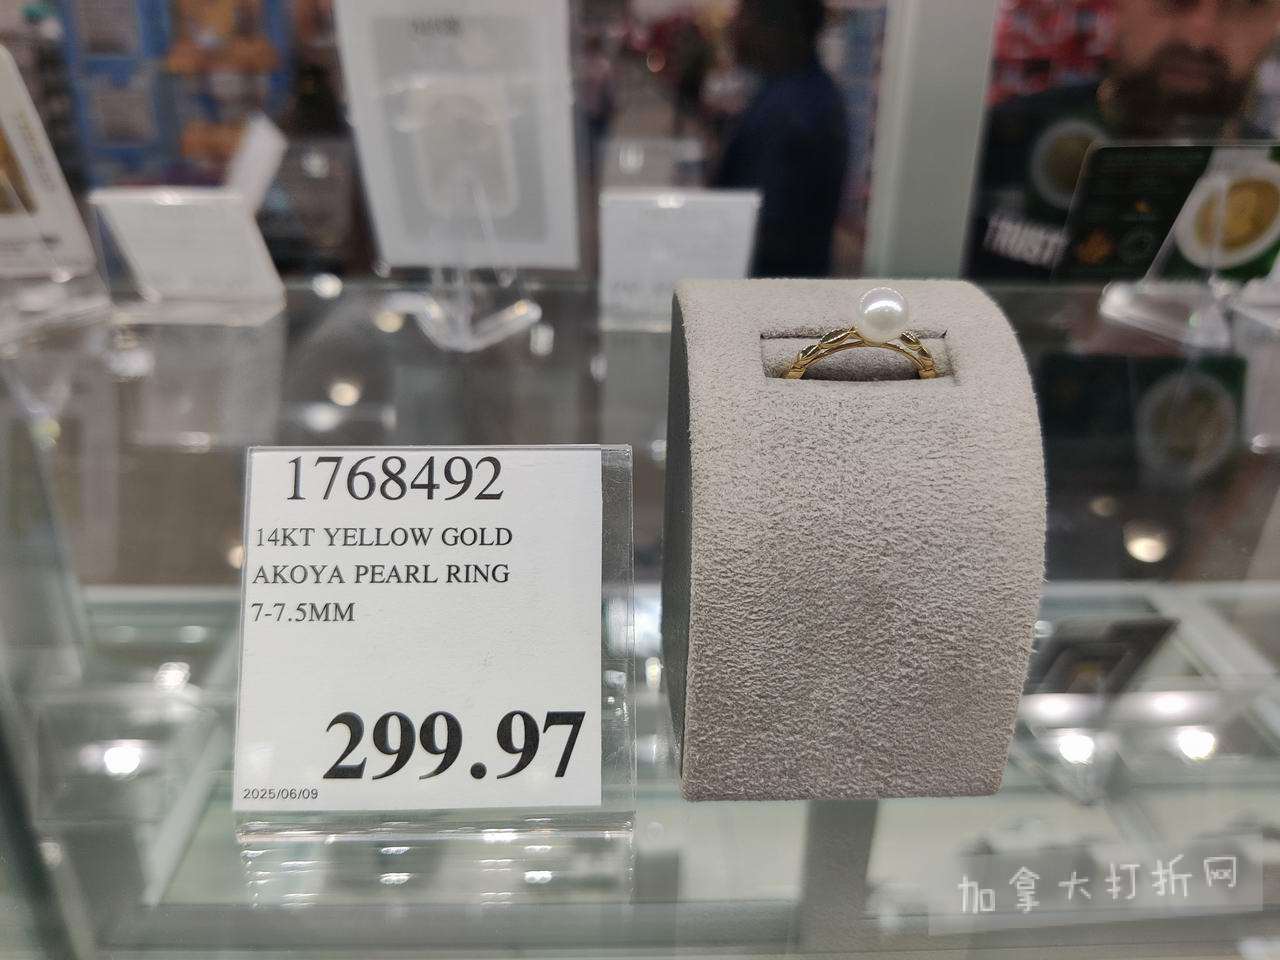 TRUST
1768492
14KT YELLOW GOLD
AKOYA PEARL RING
7-7.5MM
299.97
2025/06/09
加拿大打折网